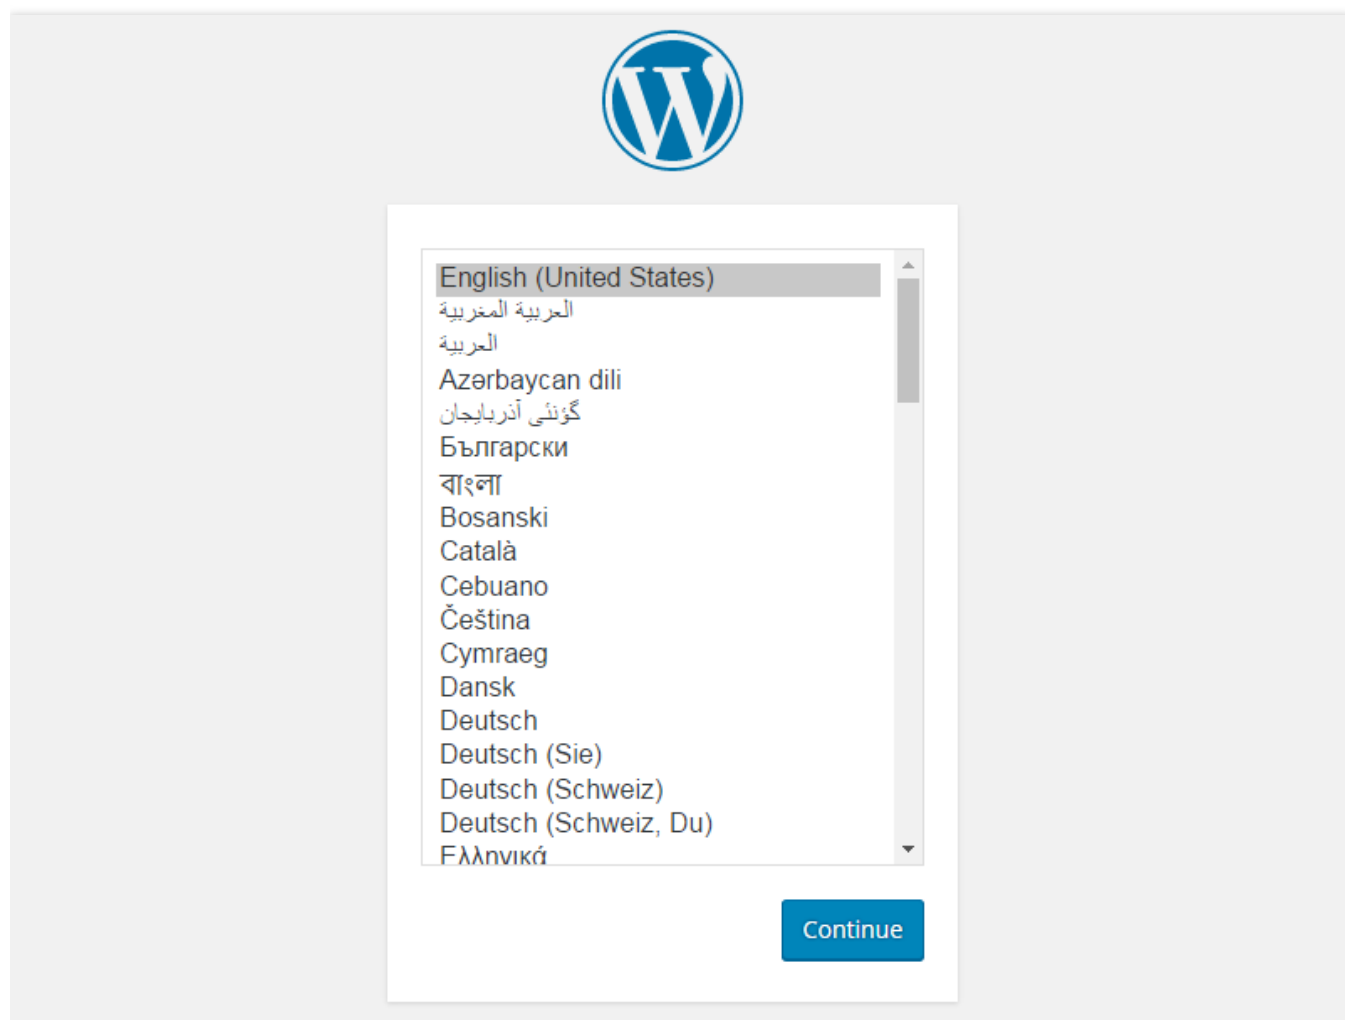 English (United States)
العربية المغربية
العربية
Azərbaycan dili
گؤنئی آذربایجان
Български
বাংলা
Bosanski
Català
Cebuano
Čeština
Cymraeg
Dansk
Deutsch
Deutsch (Sie)
Deutsch (Schweiz)
Deutsch (Schweiz, Du)
Ελληνικά
Continue